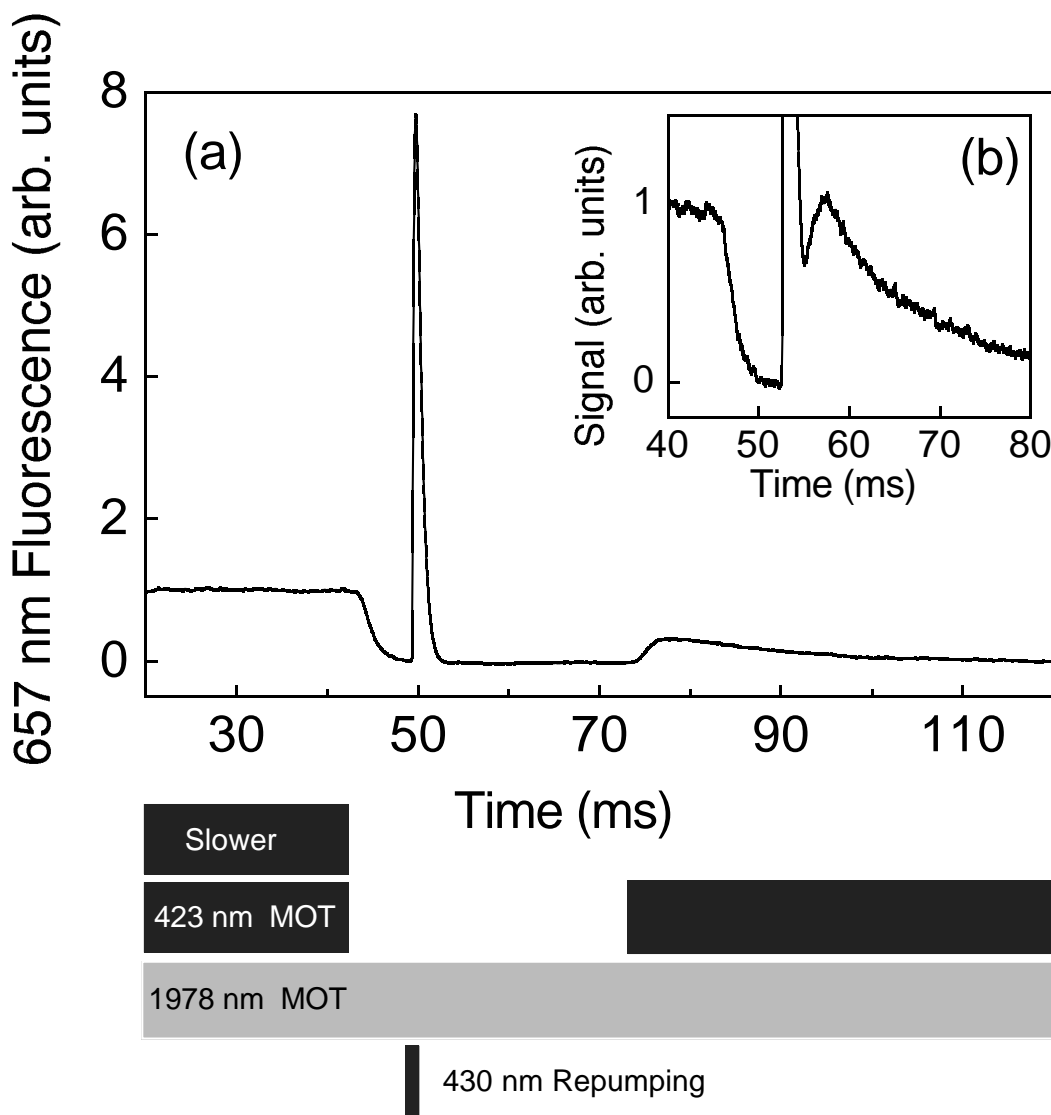 657 nm Fluorescence (arb. units)
8
6
4
2
0
(a)
30 50 70 90 110
Time (ms)
(b)
Signal (arb. units)
1
0
40 50 60 70 80
Time (ms)
Slower
423 nm MOT
1978 nm MOT
430 nm Repumping